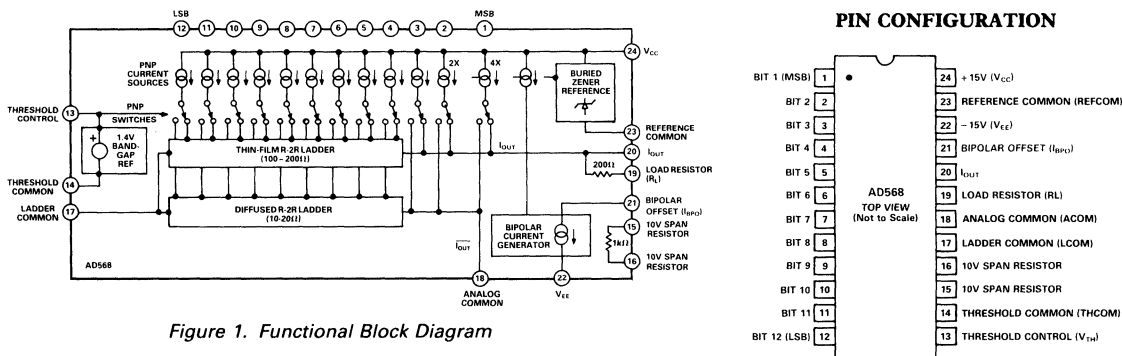 LSB MSB
12 11 10 9 8 7 6 5 4 3 2 1
24 VCC
PNP
CURRENT
SOURCES
2X
4X
BURIED
ZENER
REFERENCE
THRESHOLD
CONTROL
13
PNP
SWITCHES
1.4V
BAND-
GAP
REF
+
THRESHOLD
COMMON
14
LADDER
COMMON
17
THIN-FILM R-2R LADDER
(100 - 200Ω)
DIFFUSED R-2R LADDER
(10-20Ω)
IOUT
IOUT
200Ω
BIPOLAR
CURRENT
GENERATOR
1kΩ
23
REFERENCE
COMMON
20
IOUT
19
LOAD RESISTOR
(RL)
21
BIPOLAR
OFFSET (IBPO)
15
10V SPAN
RESISTOR
16
10V SPAN
RESISTOR
AD568
18
ANALOG
COMMON
22
VEE
Figure 1. Functional Block Diagram
PIN CONFIGURATION
BIT 1 (MSB) 1
BIT 2 2
BIT 3 3
BIT 4 4
BIT 5 5
BIT 6 6
BIT 7 7
BIT 8 8
BIT 9 9
BIT 10 10
BIT 11 11
BIT 12 (LSB) 12
AD568
TOP VIEW
(Not to Scale)
24 +15V (VCC)
23 REFERENCE COMMON (REFCOM)
22 −15V (VEE)
21 BIPOLAR OFFSET (IBPO)
20 IOUT
19 LOAD RESISTOR (RL)
18 ANALOG COMMON (ACOM)
17 LADDER COMMON (LCOM)
16 10V SPAN RESISTOR
15 10V SPAN RESISTOR
14 THRESHOLD COMMON (THCOM)
13 THRESHOLD CONTROL (VTH)